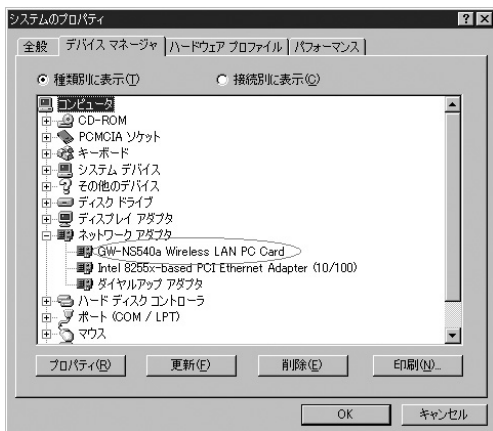 システムのプロパティ
全般 デバイス マネージャ ハードウェア プロファイル パフォーマンス
種類別に表示(T) 接続別に表示(C)
コンピュータ
CD-ROM
PCMCIA ソケット
キーボード
システム デバイス
その他のデバイス
ディスク ドライブ
ディスプレイ アダプタ
ネットワーク アダプタ
GW-NS540a Wireless LAN PC Card
Intel 8255x-based PCI Ethernet Adapter (10/100)
ダイヤルアップ アダプタ
ハード ディスク コントローラ
ポート (COM / LPT)
マウス
プロパティ(R) 更新(F) 削除(E) 印刷(N)...
OK キャンセル